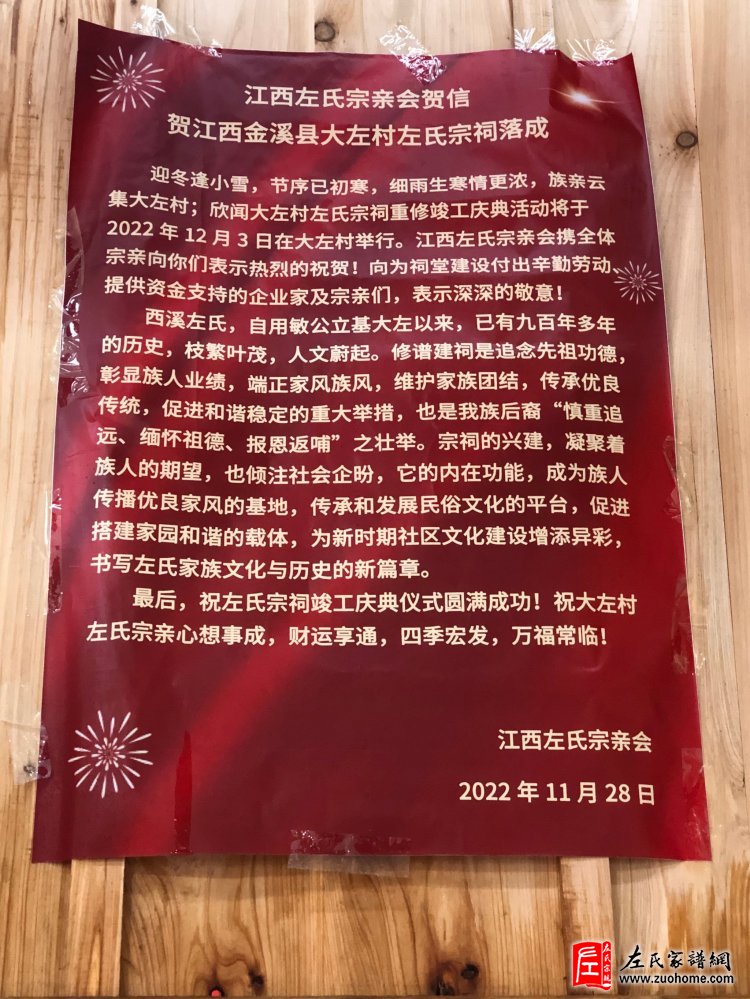 江西左氏宗亲会贺信
贺江西金溪县大左村左氏宗祠落成
迎冬逢小雪，节序已初寒，细雨生寒情更浓，族亲云
集大左村；欣闻大左村左氏宗祠重修竣工庆典活动将于
2022 年 12 月 3 日在大左村举行。江西左氏宗亲会携全体
宗亲向你们表示热烈的祝贺！向为祠堂建设付出辛勤劳动、
提供资金支持的企业家及宗亲们，表示深深的敬意！
西溪左氏，自用敏公立基大左以来，已有九百年多年
的历史，枝繁叶茂，人文蔚起。修谱建祠是追念先祖功德，
彰显族人业绩，端正家风族风，维护家族团结，传承优良
传统，促进和谐稳定的重大举措，也是我族后裔“慎重追
远、缅怀祖德、报恩返哺”之壮举。宗祠的兴建，凝聚着
族人的期望，也倾注社会企盼，它的内在功能，成为族人
传播优良家风的基地，传承和发展民俗文化的平台，促进
搭建家园和谐的载体，为新时期社区文化建设增添异彩，
书写左氏家族文化与历史的新篇章。
最后，祝左氏宗祠竣工庆典仪式圆满成功！祝大左村
左氏宗亲心想事成，财运享通，四季宏发，万福常临！
江西左氏宗亲会
2022 年 11 月 28 日
左氏家譜網
www.zuohome.com